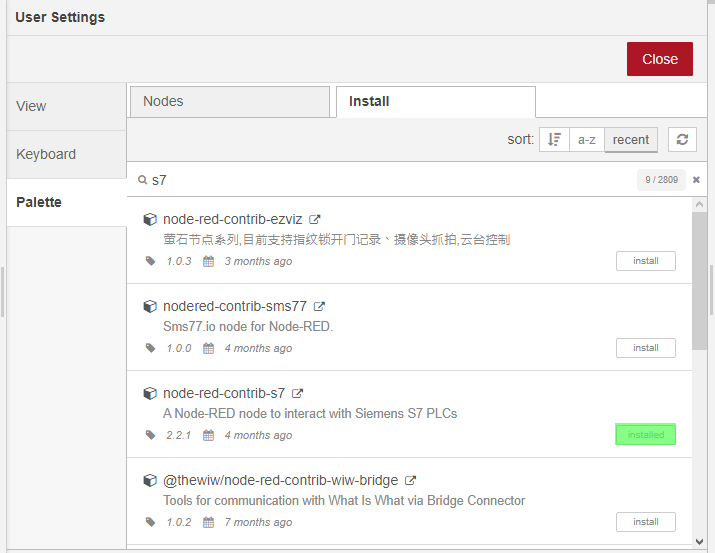 User Settings
Close
View
Keyboard
Palette
Nodes
Install
sort: a-z recent
s7 9 / 2809
node-red-contrib-ezviz
萤石节点系列,目前支持指纹锁开门记录、摄像头抓拍,云台控制
1.0.3 3 months ago install
nodered-contrib-sms77
Sms77.io node for Node-RED.
1.0.0 4 months ago install
node-red-contrib-s7
A Node-RED node to interact with Siemens S7 PLCs
2.2.1 4 months ago installed
@thewiw/node-red-contrib-wiw-bridge
Tools for communication with What Is What via Bridge Connector
1.0.2 7 months ago install